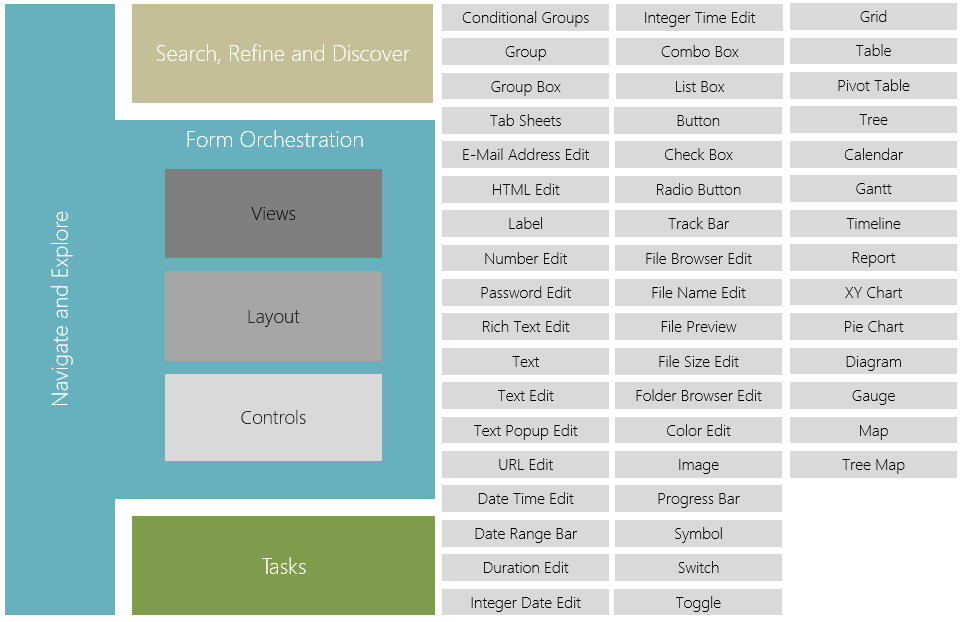 Navigate and Explore
Search, Refine and Discover
Form Orchestration
Views
Layout
Controls
Tasks
Conditional Groups
Group
Group Box
Tab Sheets
E-Mail Address Edit
HTML Edit
Label
Number Edit
Password Edit
Rich Text Edit
Text
Text Edit
Text Popup Edit
URL Edit
Date Time Edit
Date Range Bar
Duration Edit
Integer Date Edit
Integer Time Edit
Combo Box
List Box
Button
Check Box
Radio Button
Track Bar
File Browser Edit
File Name Edit
File Preview
File Size Edit
Folder Browser Edit
Color Edit
Image
Progress Bar
Symbol
Switch
Toggle
Grid
Table
Pivot Table
Tree
Calendar
Gantt
Timeline
Report
XY Chart
Pie Chart
Diagram
Gauge
Map
Tree Map